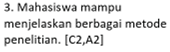 3. Mahasiswa mampu
menjelaskan berbagai metode
penelitian. [C2,A2]